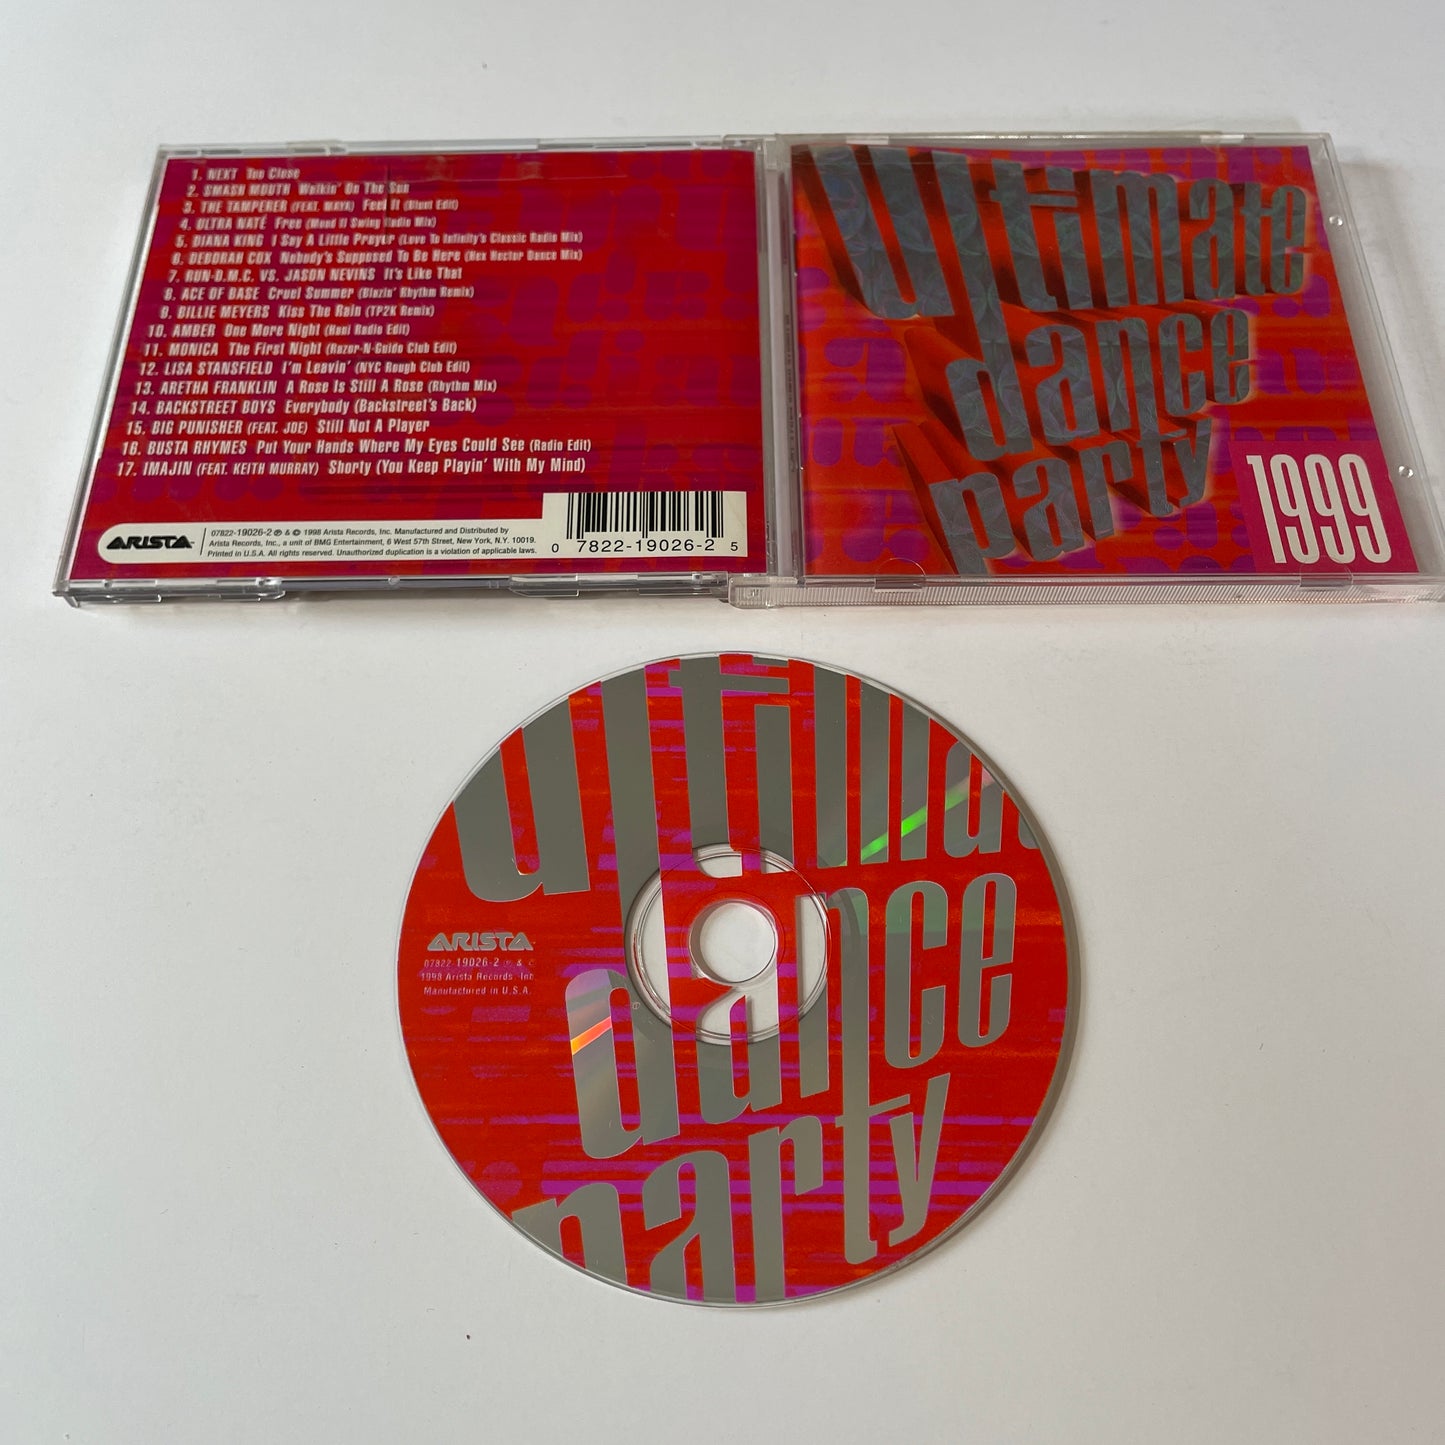 1. NEXT Too Close
2. SMASH MOUTH Walkin' On The Sun
3. THE TAMPERER (FEAT. MAYA) Feel It (Blunt Edit)
4. ULTRA NATÉ Free (Mood II Swing Radio Mix)
5. DIANA KING I Say A Little Prayer (Love To Infinity's Classic Radio Mix)
6. DEBORAH COX Nobody's Supposed To Be Here (Hex Hector Dance Mix)
7. RUN-D.M.C. VS. JASON NEVINS It's Like That
8. ACE OF BASE Cruel Summer (Blazin' Rhythm Remix)
9. BILLIE MEYERS Kiss The Rain (TP2K Remix)
10. AMBER One More Night (Hani Radio Edit)
11. MONICA The First Night (Razor-N-Guido Club Edit)
12. LISA STANSFIELD I'm Leavin' (NYC Rough Club Edit)
13. ARETHA FRANKLIN A Rose Is Still A Rose (Rhythm Mix)
14. BACKSTREET BOYS Everybody (Backstreet's Back)
15. BIG PUNISHER (FEAT. JOE) Still Not A Player
16. BUSTA RHYMES Put Your Hands Where My Eyes Could See (Radio Edit)
17. IMAJIN (FEAT. KEITH MURRAY) Shorty (You Keep Playin' With My Mind)
ARISTA
07822-19026-2 ℗ & © 1998 Arista Records, Inc. Manufactured and Distributed by
Arista Records, Inc., a unit of BMG Entertainment, 6 West 57th Street, New York, N.Y. 10019.
Printed in U.S.A. All rights reserved. Unauthorized duplication is a violation of applicable laws.
0 7822-19026-2 5
ultimate
dance
party
1999
ultimate
dance
party
ARISTA
07822-19026-2 ℗ & ©
1998 Arista Records, Inc.
Manufactured in U.S.A.